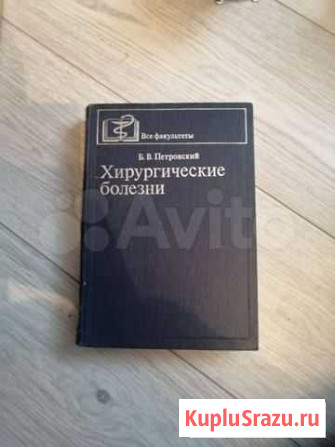 Все факультеты
Б. В. Петровский
Хирургические
болезни
Avito
KupluSrazu.ru